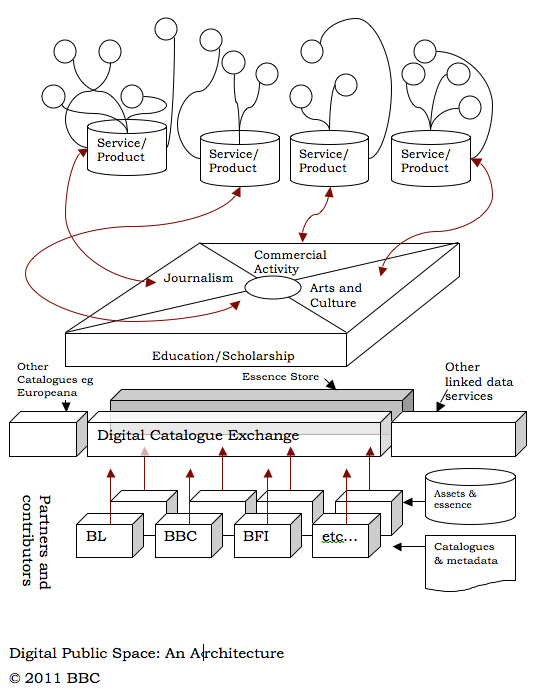 Service/
Product
Service/
Product
Service/
Product
Service/
Product
Commercial
Activity
Journalism
Arts and
Culture
Education/Scholarship
Other
Catalogues eg
Europeana
Essence Store
Other
linked data
services
Digital Catalogue Exchange
Partners and
contributors
BL
BBC
BFI
etc...
Assets &
essence
Catalogues
& metadata
Digital Public Space: An Architecture
© 2011 BBC